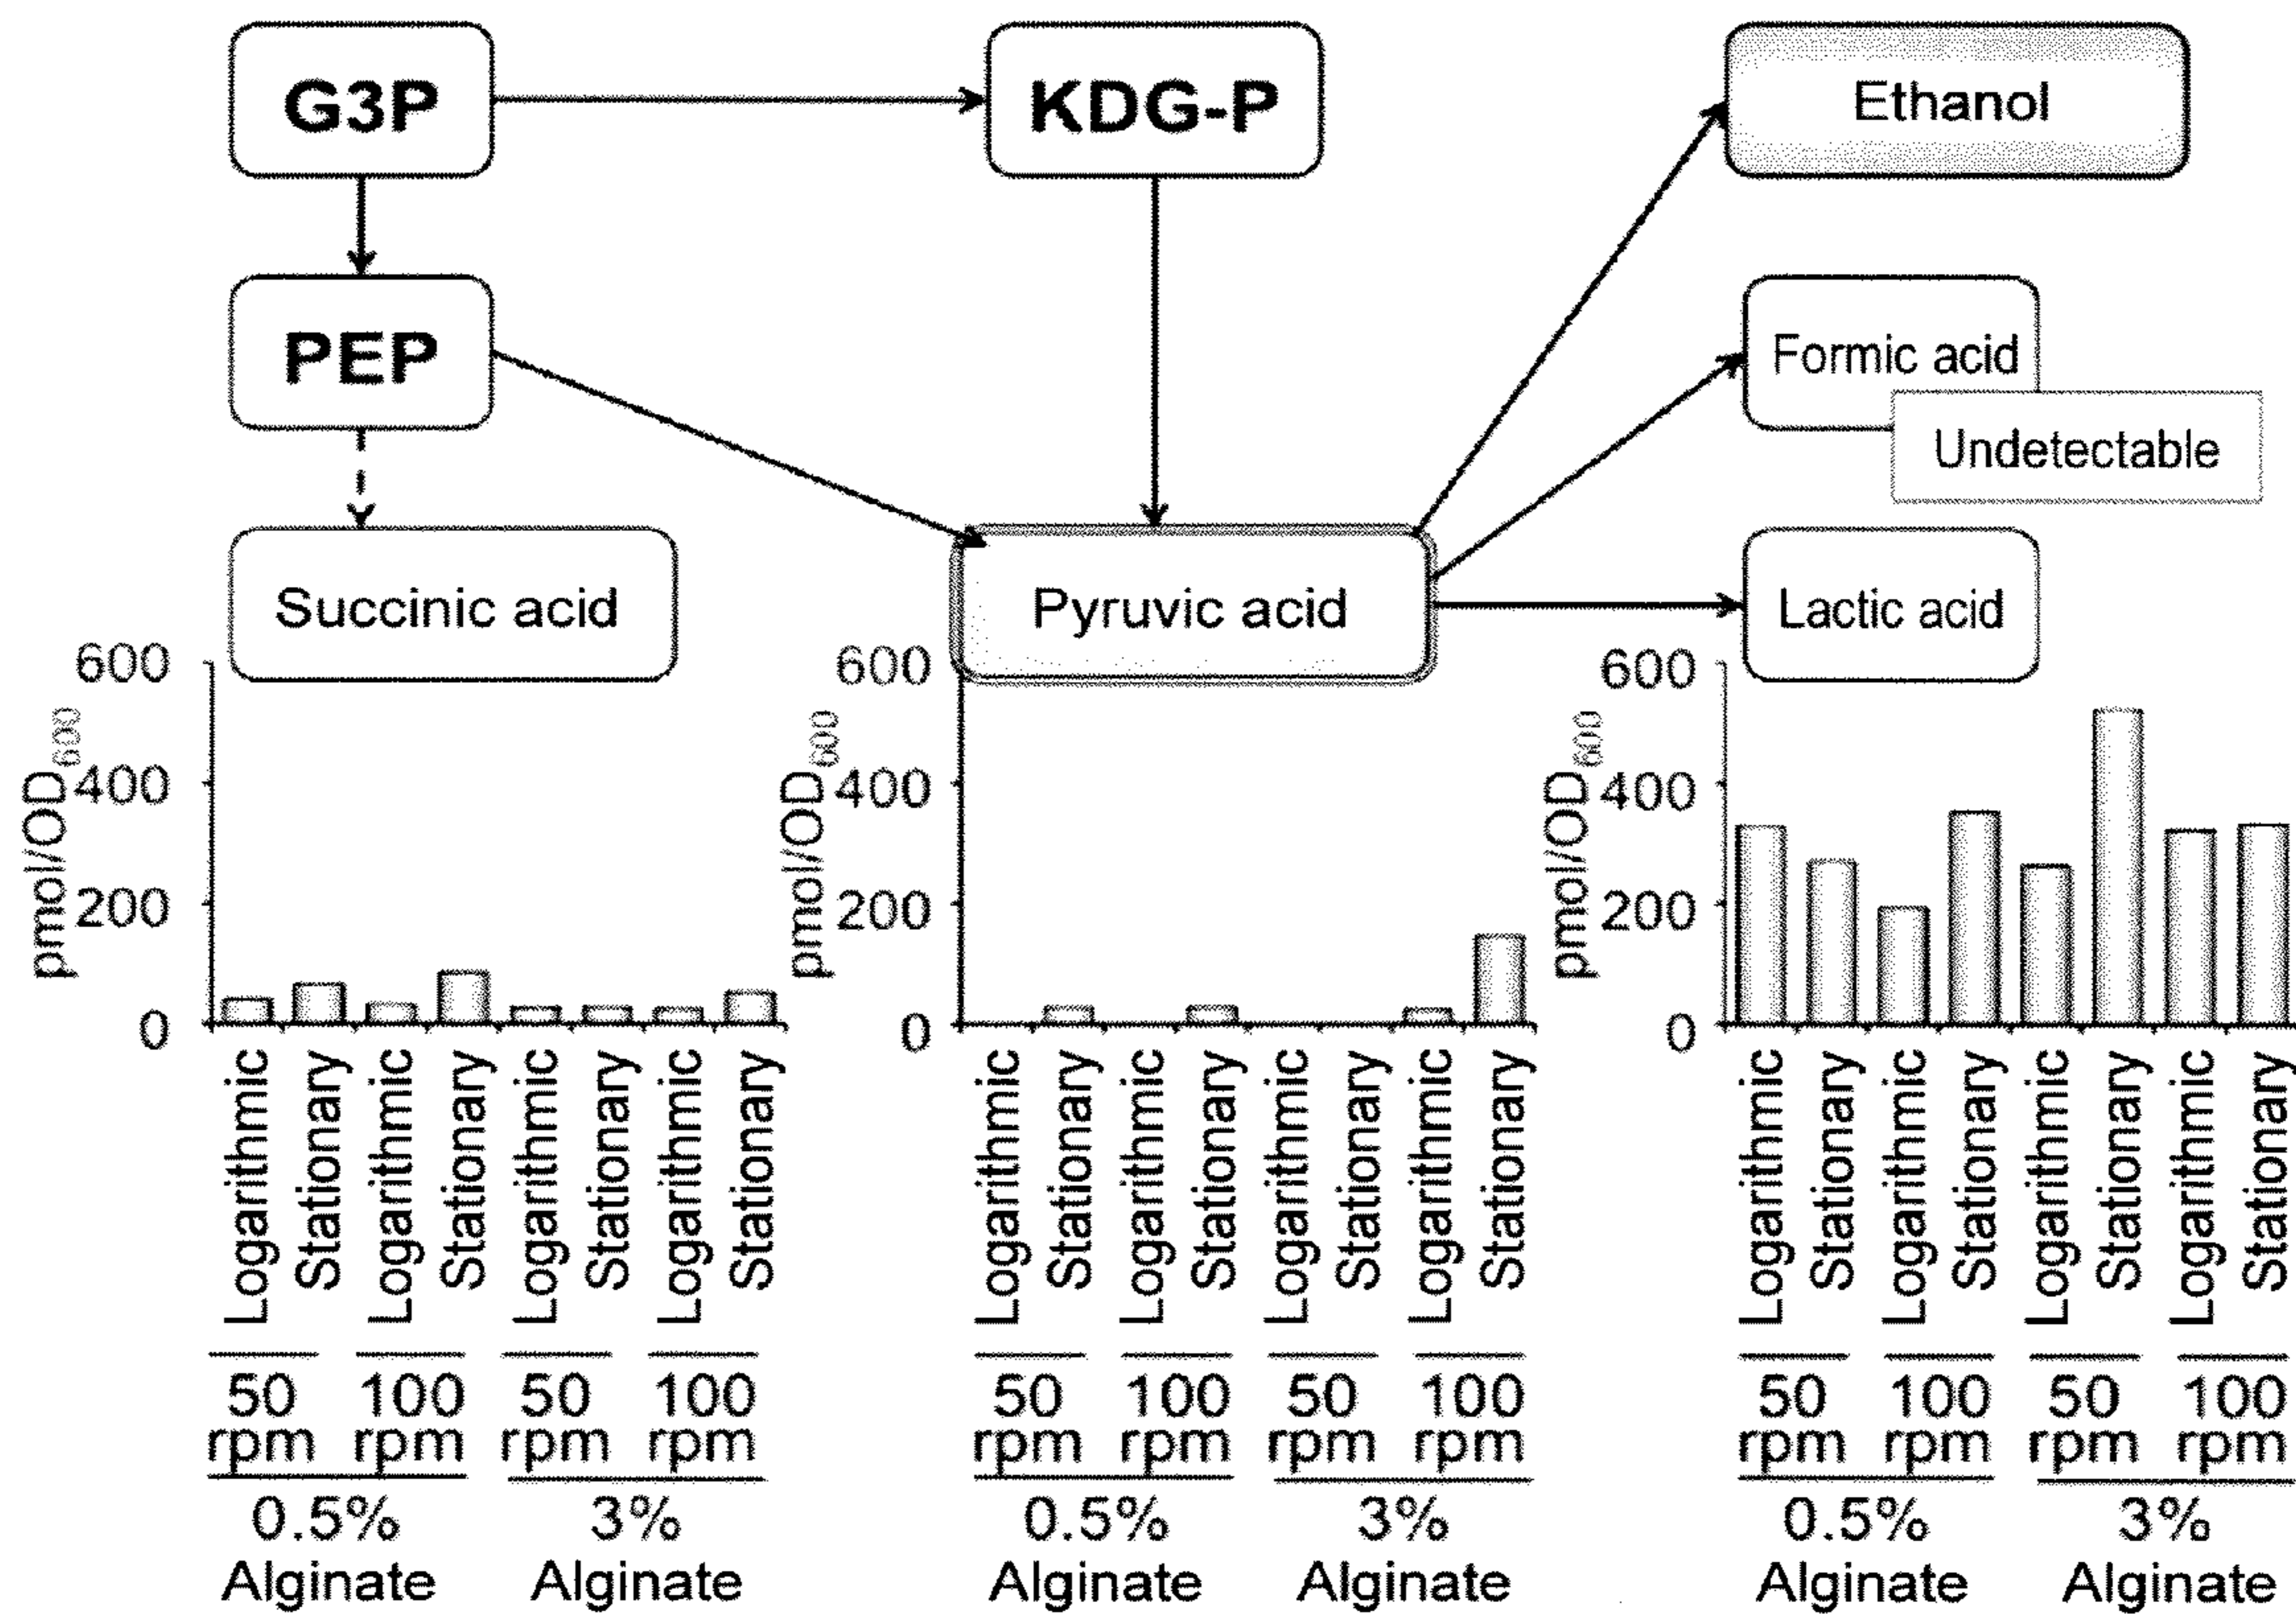 G3P
KDG-P
Ethanol
PEP
Formic acid
Undetectable
Succinic acid
Pyruvic acid
Lactic acid
pmol/OD600
600
400
200
0
Logarithmic
Stationary
Logarithmic
Stationary
Logarithmic
Stationary
Logarithmic
Stationary
50 100 50 100
rpm rpm rpm rpm
0.5% 3%
Alginate Alginate
pmol/OD600
600
400
200
0
Logarithmic
Stationary
Logarithmic
Stationary
Logarithmic
Stationary
Logarithmic
Stationary
50 100 50 100
rpm rpm rpm rpm
0.5% 3%
Alginate Alginate
pmol/OD600
600
400
200
0
Logarithmic
Stationary
Logarithmic
Stationary
Logarithmic
Stationary
Logarithmic
Stationary
50 100 50 100
rpm rpm rpm rpm
0.5% 3%
Alginate Alginate